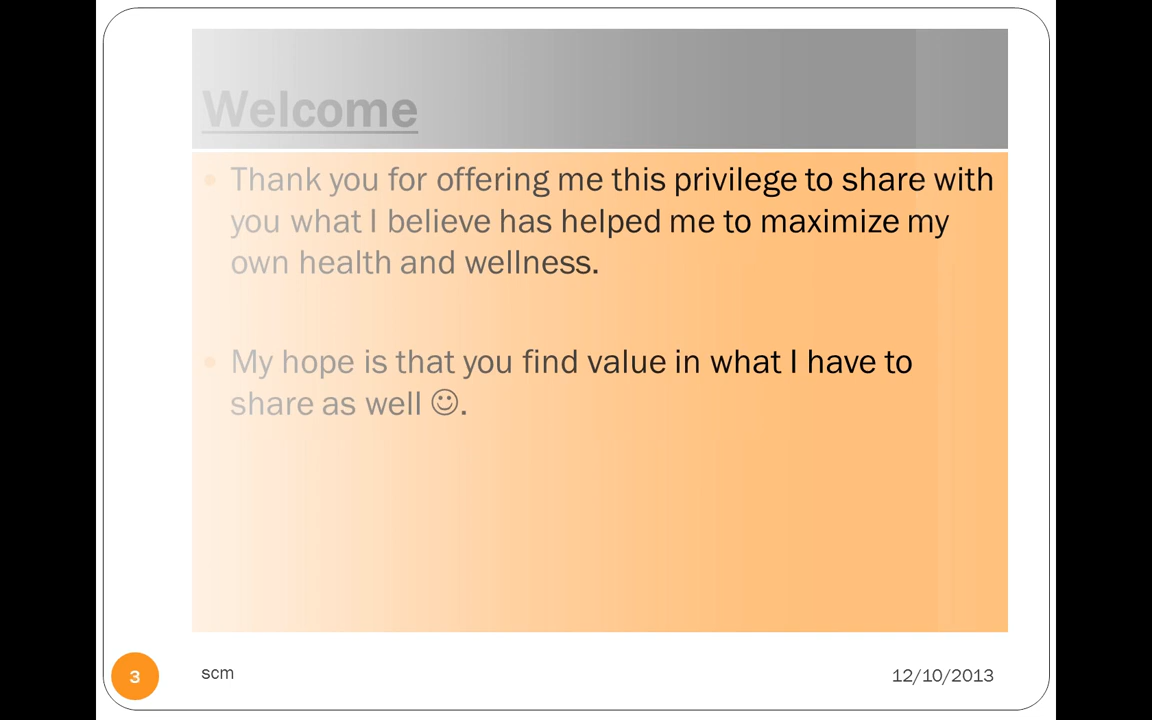 Welcome
• Thank you for offering me this privilege to share with
you what I believe has helped me to maximize my
own health and wellness.
• My hope is that you find value in what I have to
share as well ☺.
3
scm
12/10/2013